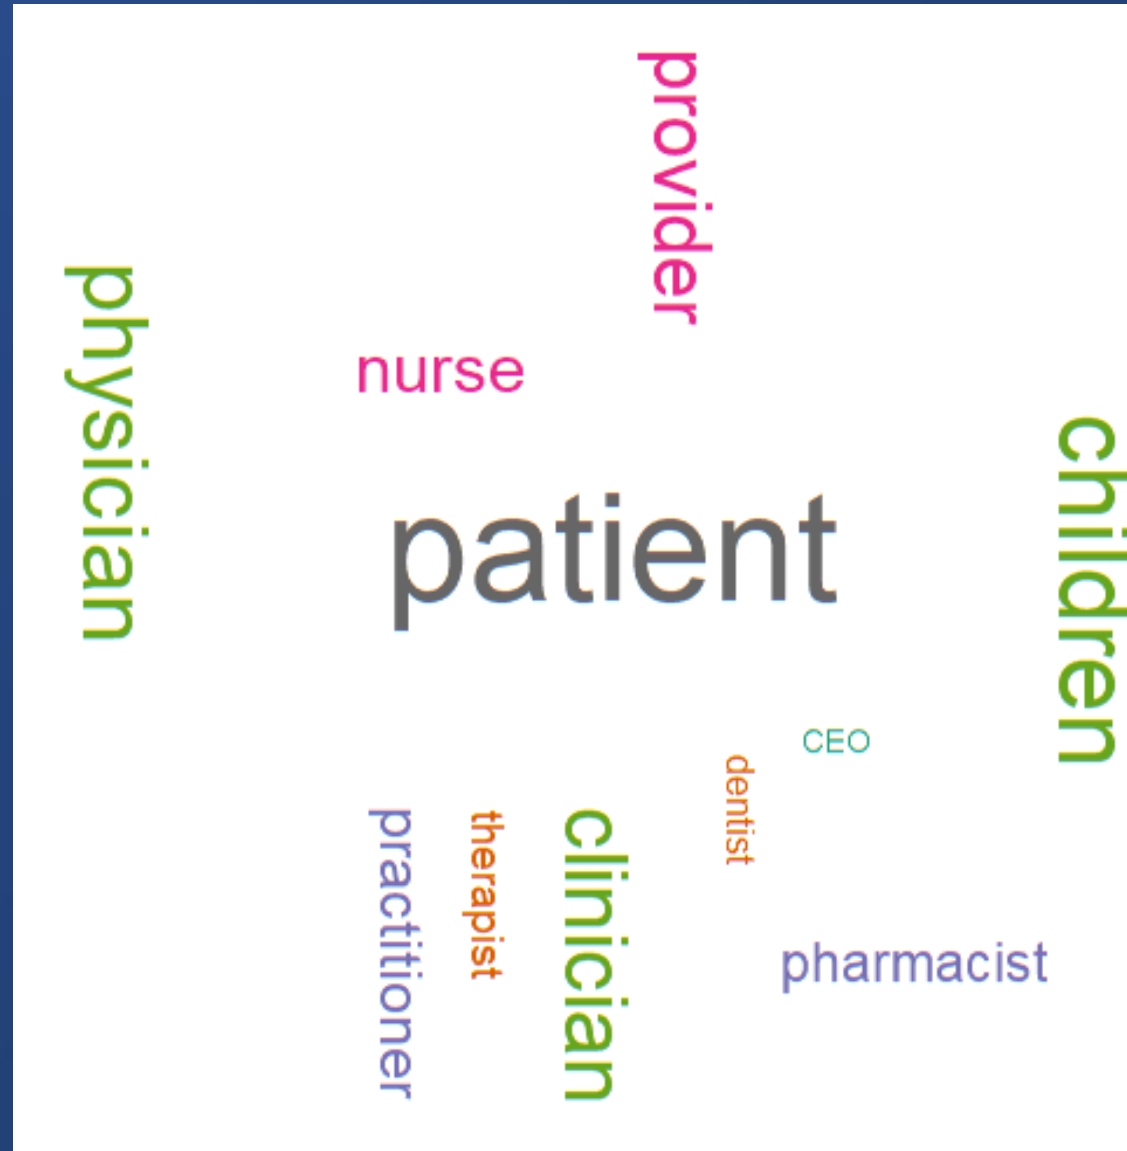 provider
physician
nurse
children
patient
CEO
dentist
practitioner
therapist
clinician
pharmacist